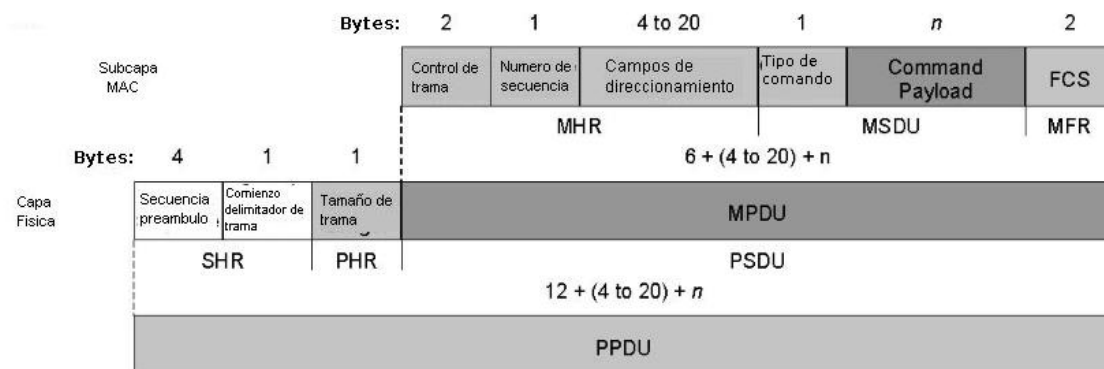 Bytes: 2 1 4 to 20 1 n 2
Subcapa
MAC
Control de
trama
Numero de
secuencia
Campos de
direccionamiento
Tipo de
comando
Command
Payload
FCS
MHR MSDU MFR
Bytes: 4 1 1 6 + (4 to 20) + n
Capa
Fisica
Secuencia
preambulo
Comienzo
delimitador de
trama
Tamaño de
trama
MPDU
SHR PHR PSDU
12 + (4 to 20) + n
PPDU